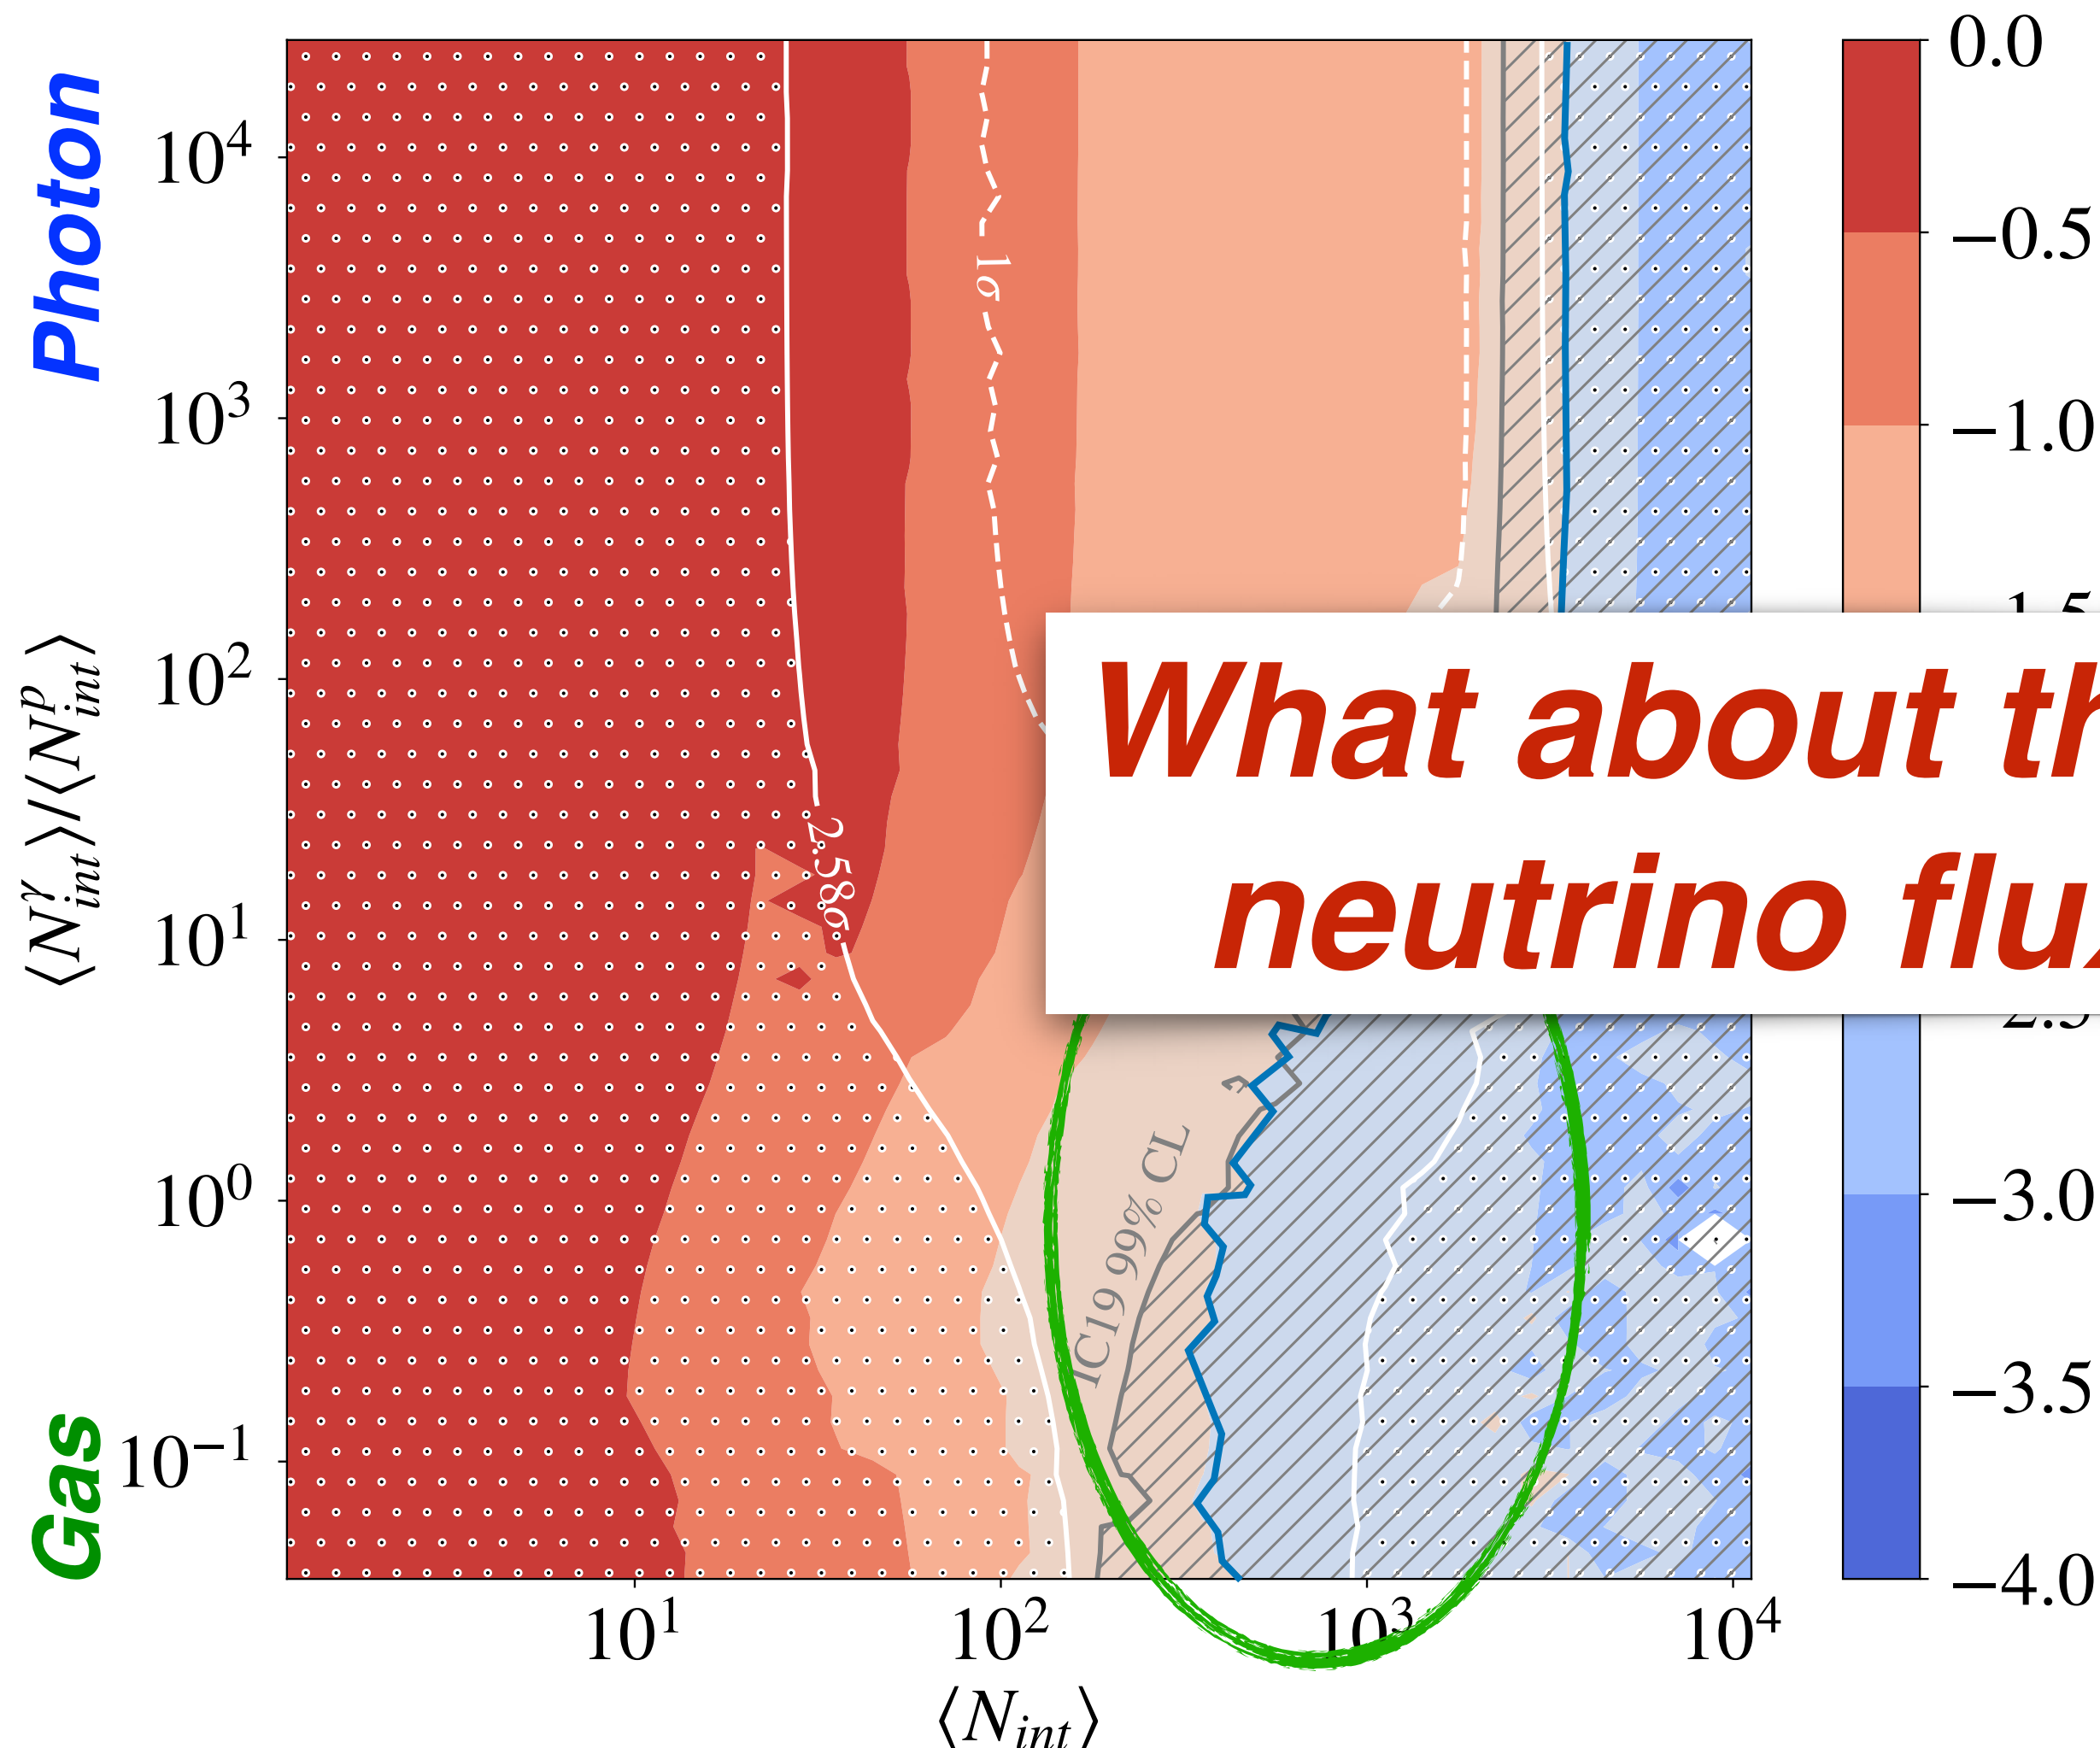 Photon
Gas
⟨N^γ_int⟩/⟨N^p_int⟩
10^4
10^3
10^2
10^1
10^0
10^−1
1σ
2.58σ
IC19 99% CL
What about
neutrino
10^1
10^2
10^3
10^4
⟨N_int⟩
0.0
−0.5
−1.0
−3.0
−3.5
−4.0